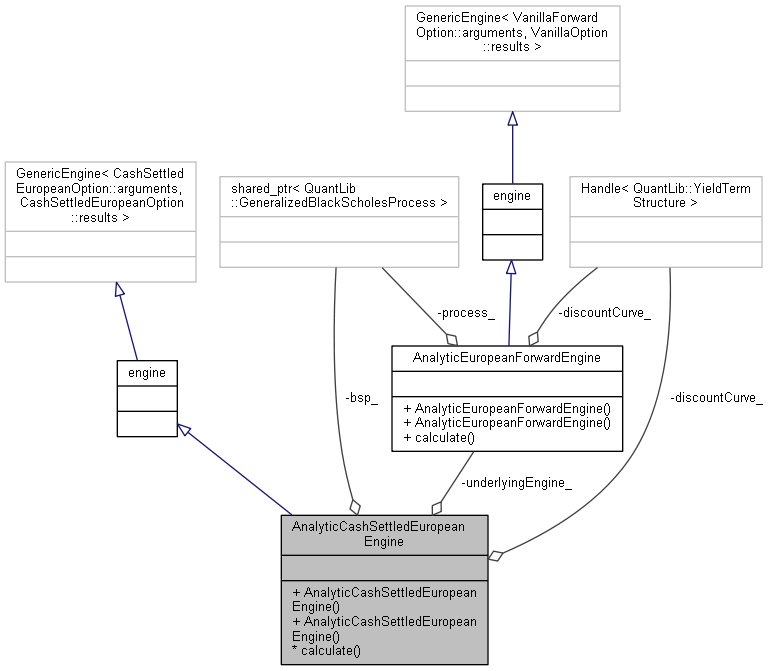 GenericEngine< VanillaForward
Option::arguments, VanillaOption
::results >
GenericEngine< CashSettled
EuropeanOption::arguments,
CashSettledEuropeanOption
::results >
shared_ptr< QuantLib
::GeneralizedBlackScholesProcess >
engine
Handle< QuantLib::YieldTerm
Structure >
-process_
-discountCurve_
engine
AnalyticEuropeanForwardEngine
+ AnalyticEuropeanForwardEngine()
+ AnalyticEuropeanForwardEngine()
+ calculate()
-bsp_
-discountCurve_
-underlyingEngine_
AnalyticCashSettledEuropean
Engine
+ AnalyticCashSettledEuropean
Engine()
+ AnalyticCashSettledEuropean
Engine()
* calculate()